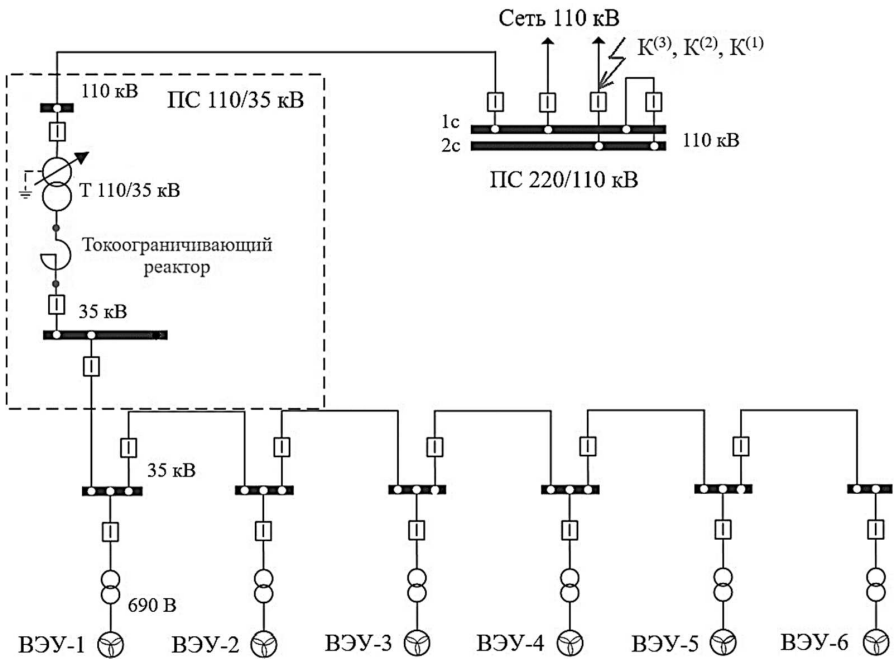 Сеть 110 кВ
К(3), К(2), К(1)
110 кВ
ПС 110/35 кВ
1с
2с
110 кВ
ПС 220/110 кВ
Т 110/35 кВ
Токоограничивающий
реактор
35 кВ
35 кВ
690 В
ВЭУ-1
ВЭУ-2
ВЭУ-3
ВЭУ-4
ВЭУ-5
ВЭУ-6